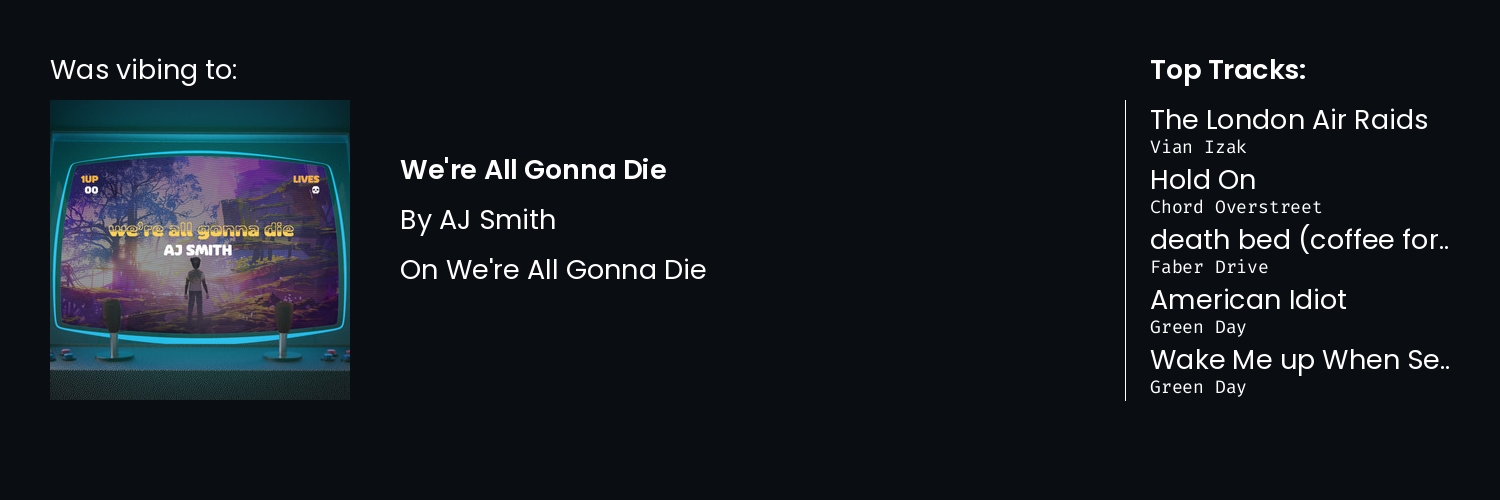 Was vibing to:
1UP
00
LIVES
we're all gonna die
AJ SMITH
We're All Gonna Die
By AJ Smith
On We're All Gonna Die
Top Tracks:
The London Air Raids
Vian Izak
Hold On
Chord Overstreet
death bed (coffee for..
Faber Drive
American Idiot
Green Day
Wake Me up When Se..
Green Day